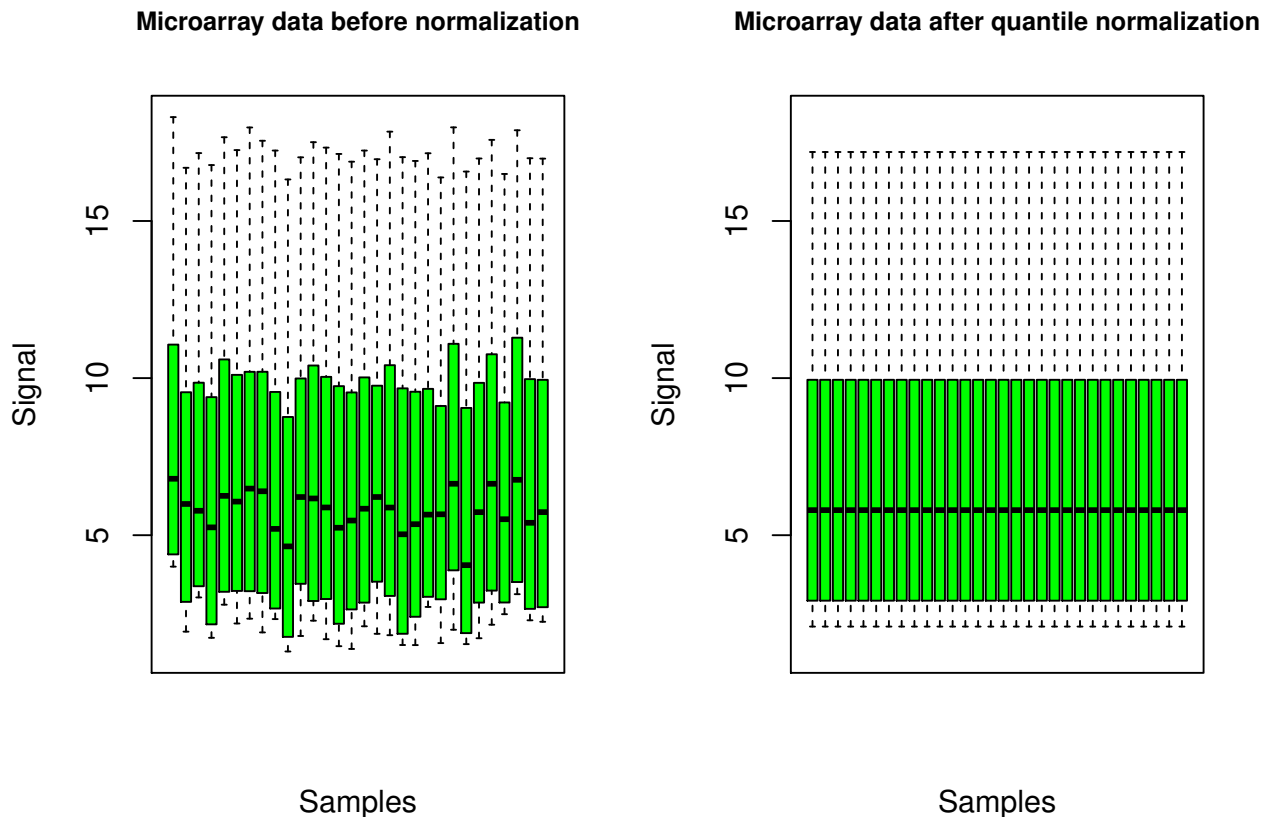 Microarray data before normalization
Signal
15
10
5
Samples
Microarray data after quantile normalization
Signal
15
10
5
Samples